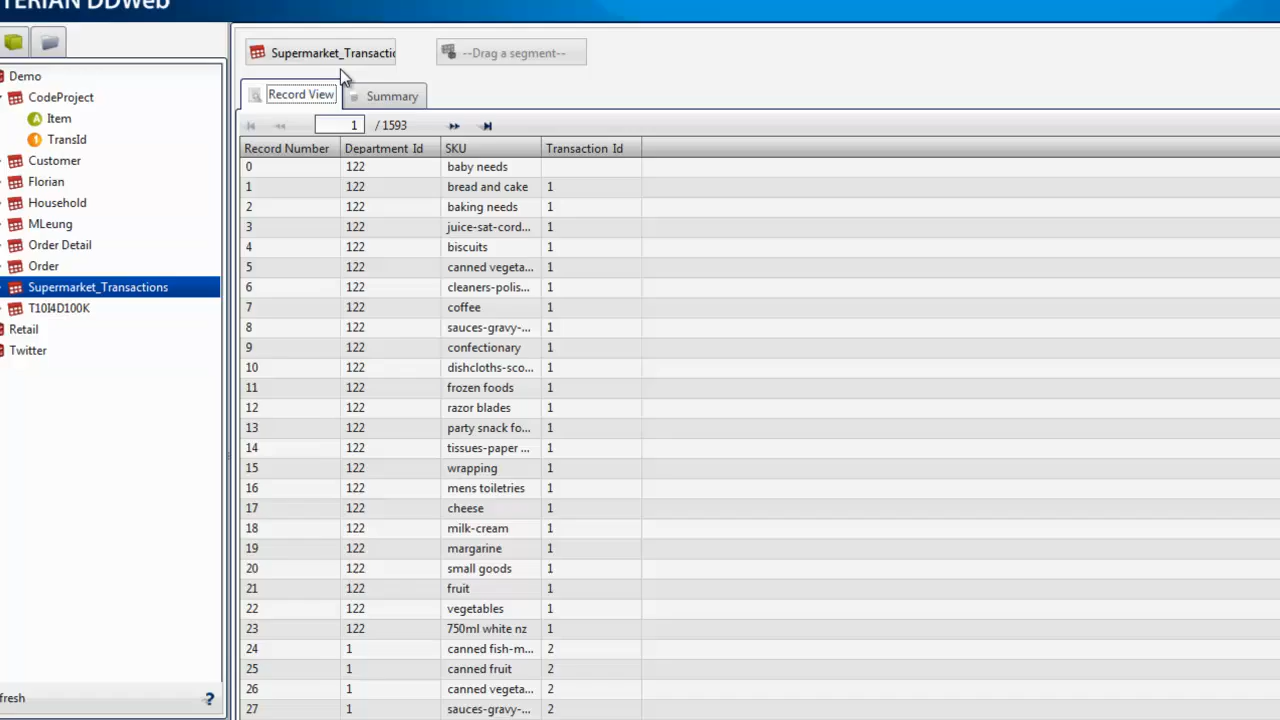 TERIAN DDWeb
Demo
CodeProject
Item
TransId
Customer
Florian
Household
MLeung
Order Detail
Order
Supermarket_Transactions
T10I4D100K
Retail
Twitter
fresh
?
Supermarket_Transactio
--Drag a segment--
Record View
Summary
1 / 1593
Record Number Department Id SKU Transaction Id
0 122 baby needs
1 122 bread and cake 1
2 122 baking needs 1
3 122 juice-sat-cord... 1
4 122 biscuits 1
5 122 canned vegeta... 1
6 122 cleaners-polis... 1
7 122 coffee 1
8 122 sauces-gravy-... 1
9 122 confectionary 1
10 122 dishcloths-sco... 1
11 122 frozen foods 1
12 122 razor blades 1
13 122 party snack fo... 1
14 122 tissues-paper ... 1
15 122 wrapping 1
16 122 mens toiletries 1
17 122 cheese 1
18 122 milk-cream 1
19 122 margarine 1
20 122 small goods 1
21 122 fruit 1
22 122 vegetables 1
23 122 750ml white nz 1
24 1 canned fish-m... 2
25 1 canned fruit 2
26 1 canned vegeta... 2
27 1 sauces-gravy-... 2